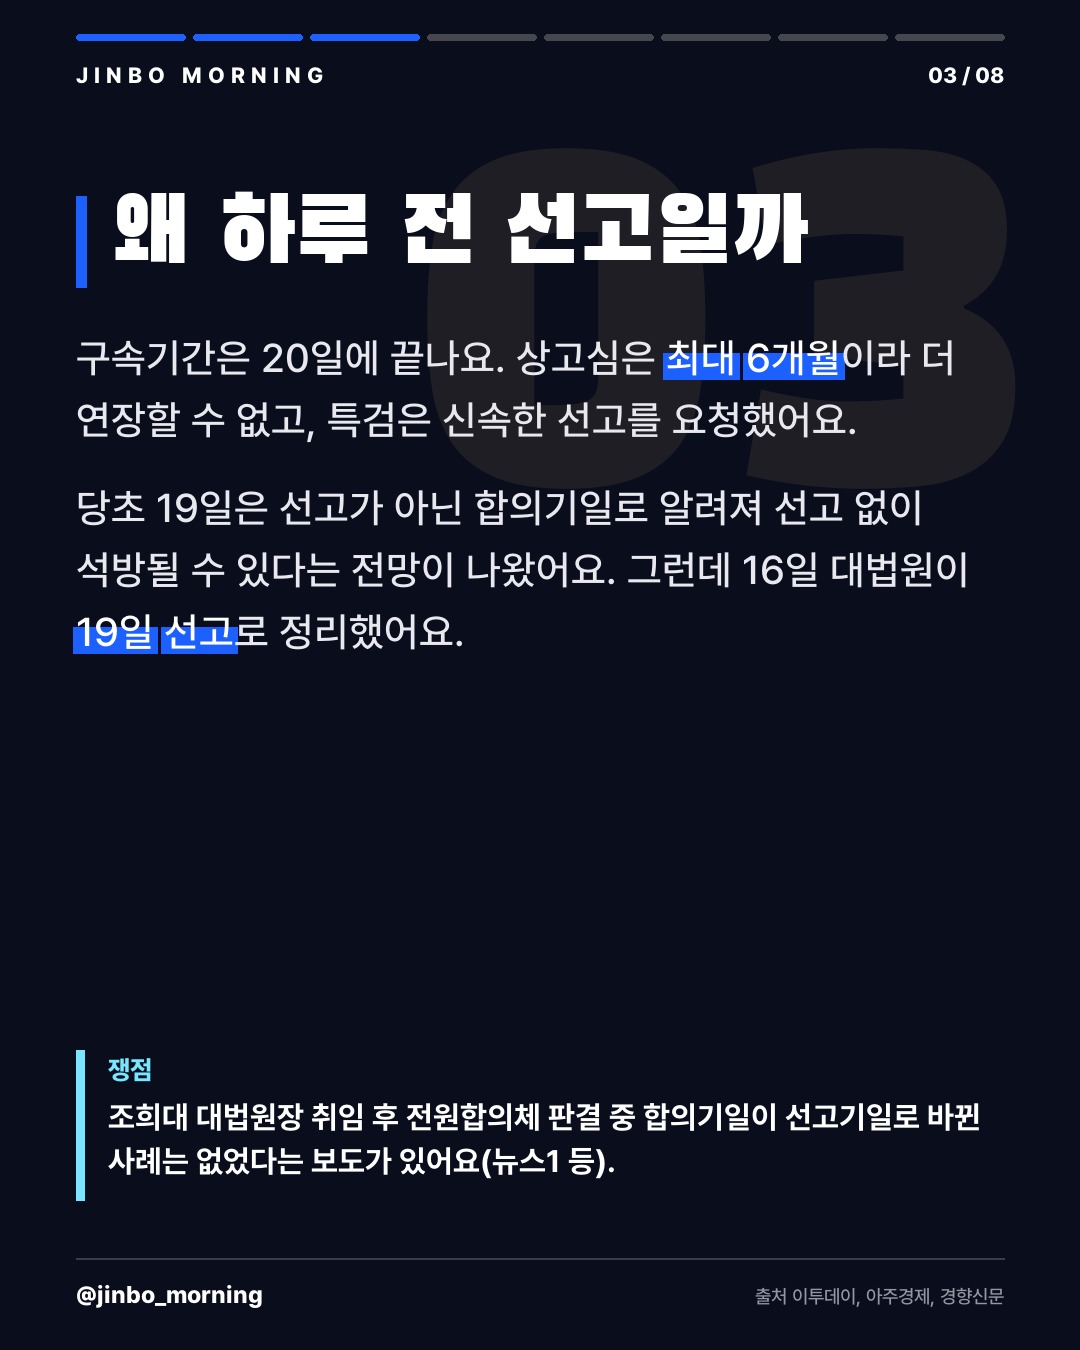 JINBO MORNING
03 / 08
03
왜 하루 전 선고일까
구속기간은 20일에 끝나요. 상고심은 최대 6개월이라 더
연장할 수 없고, 특검은 신속한 선고를 요청했어요.
당초 19일은 선고가 아닌 합의기일로 알려져 선고 없이
석방될 수 있다는 전망이 나왔어요. 그런데 16일 대법원이
19일 선고로 정리했어요.
쟁점
조희대 대법원장 취임 후 전원합의체 판결 중 합의기일이 선고기일로 바뀐
사례는 없었다는 보도가 있어요(뉴스1 등).
@jinbo_morning
출처 이투데이, 아주경제, 경향신문